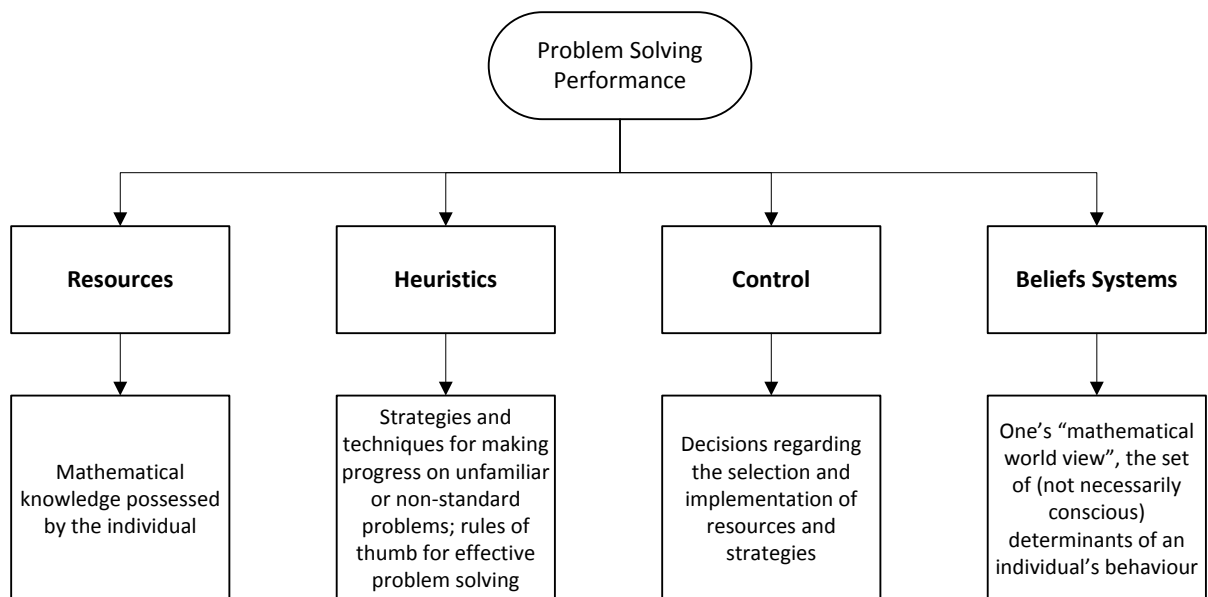 Problem Solving
Performance
Resources
Heuristics
Control
Beliefs Systems
Mathematical
knowledge possessed
by the individual
Strategies and
techniques for making
progress on unfamiliar
or non-standard
problems; rules of
thumb for effective
problem solving
Decisions regarding
the selection and
implementation of
resources and
strategies
One’s “mathematical
world view”, the set
of (not necessarily
conscious)
determinants of an
individual’s behaviour